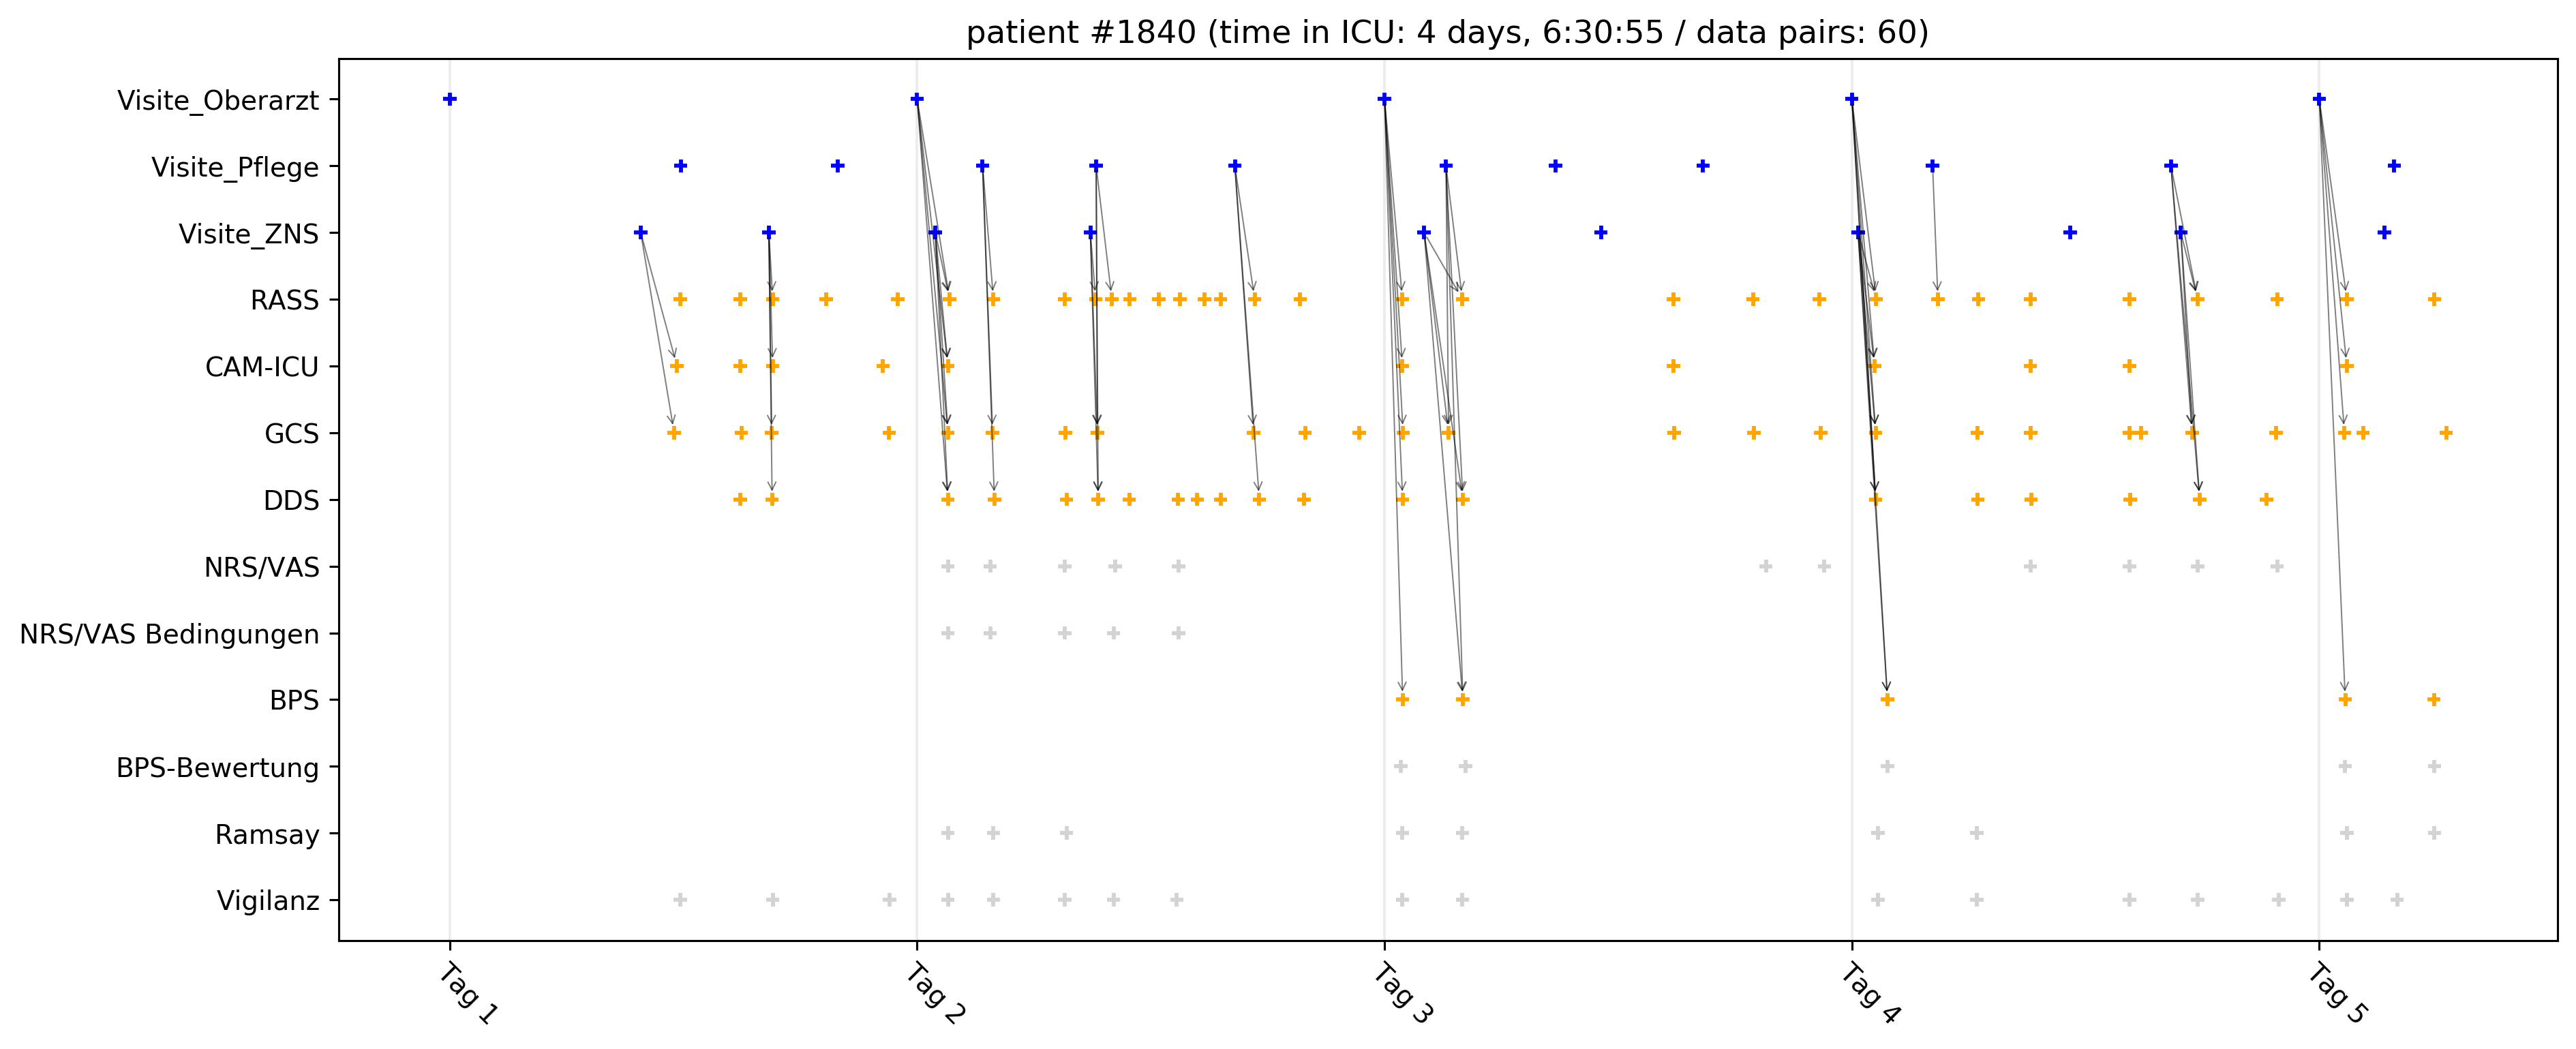 patient #1840 (time in ICU: 4 days, 6:30:55 / data pairs: 60)
Visite_Oberarzt
Visite_Pflege
Visite_ZNS
RASS
CAM-ICU
GCS
DDS
NRS/VAS
NRS/VAS Bedingungen
BPS
BPS-Bewertung
Ramsay
Vigilanz
Tag 1
Tag 2
Tag 3
Tag 4
Tag 5